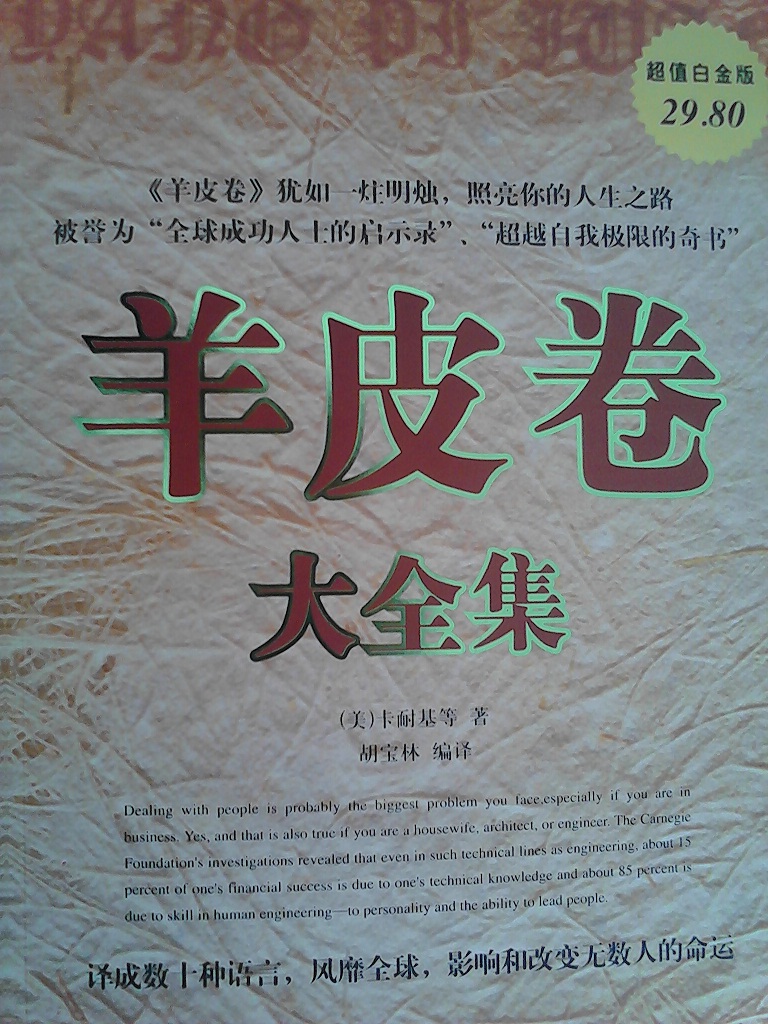 超值白金版
29.80
《羊皮卷》犹如一炷明烛，照亮你的人生之路
被誉为“全球成功人士的启示录”、“超越自我极限的奇书”
羊皮卷
大全集
(美)卡耐基等 著
胡宝林 编译
Dealing with people is probably the biggest problem you face,especially if you are in
business. Yes, and that is also true if you are a housewife, architect, or engineer. The Carnegie
Foundation's investigations revealed that even in such technical lines as engineering, about 15
percent of one's financial success is due to one's technical knowledge and about 85 percent is
due to skill in human engineering—to personality and the ability to lead people.
译成数十种语言，风靡全球，影响和改变无数人的命运